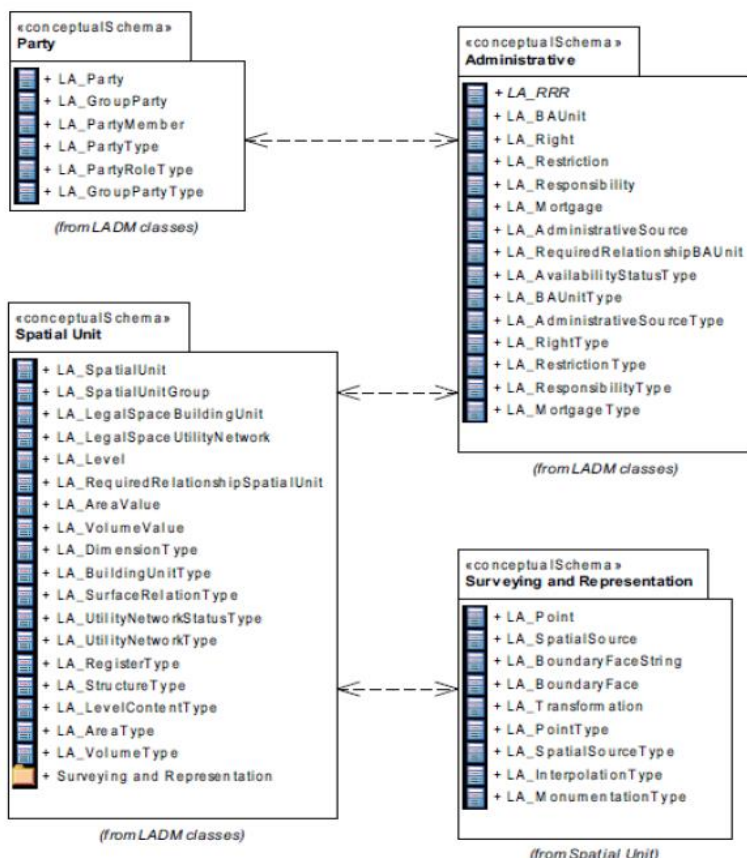 «conceptualSchema»
Party
+ LA_Party
+ LA_GroupParty
+ LA_PartyMember
+ LA_PartyType
+ LA_PartyRoleType
+ LA_GroupPartyType
(from LADM classes)
«conceptualSchema»
Administrative
+ LA_RRR
+ LA_BAUnit
+ LA_Right
+ LA_Restriction
+ LA_Responsibility
+ LA_Mortgage
+ LA_AdministrativeSource
+ LA_RequiredRelationshipBAUnit
+ LA_AvailabilityStatusType
+ LA_BAUnitType
+ LA_AdministrativeSourceType
+ LA_RightType
+ LA_RestrictionType
+ LA_ResponsibilityType
+ LA_MortgageType
(from LADM classes)
«conceptualSchema»
Spatial Unit
+ LA_SpatialUnit
+ LA_SpatialUnitGroup
+ LA_LegalSpaceBuildingUnit
+ LA_LegalSpaceUtilityNetwork
+ LA_Level
+ LA_RequiredRelationshipSpatialUnit
+ LA_AreaValue
+ LA_VolumeValue
+ LA_DimensionType
+ LA_BuildingUnitType
+ LA_SurfaceRelationType
+ LA_UtilityNetworkStatusType
+ LA_UtilityNetworkType
+ LA_RegisterType
+ LA_StructureType
+ LA_LevelContentType
+ LA_AreaType
+ LA_VolumeType
+ Surveying and Representation
(from LADM classes)
«conceptualSchema»
Surveying and Representation
+ LA_Point
+ LA_SpatialSource
+ LA_BoundaryFaceString
+ LA_BoundaryFace
+ LA_Transformation
+ LA_PointType
+ LA_SpatialSourceType
+ LA_InterpolationType
+ LA_MonumentationType
(from Spatial Unit)